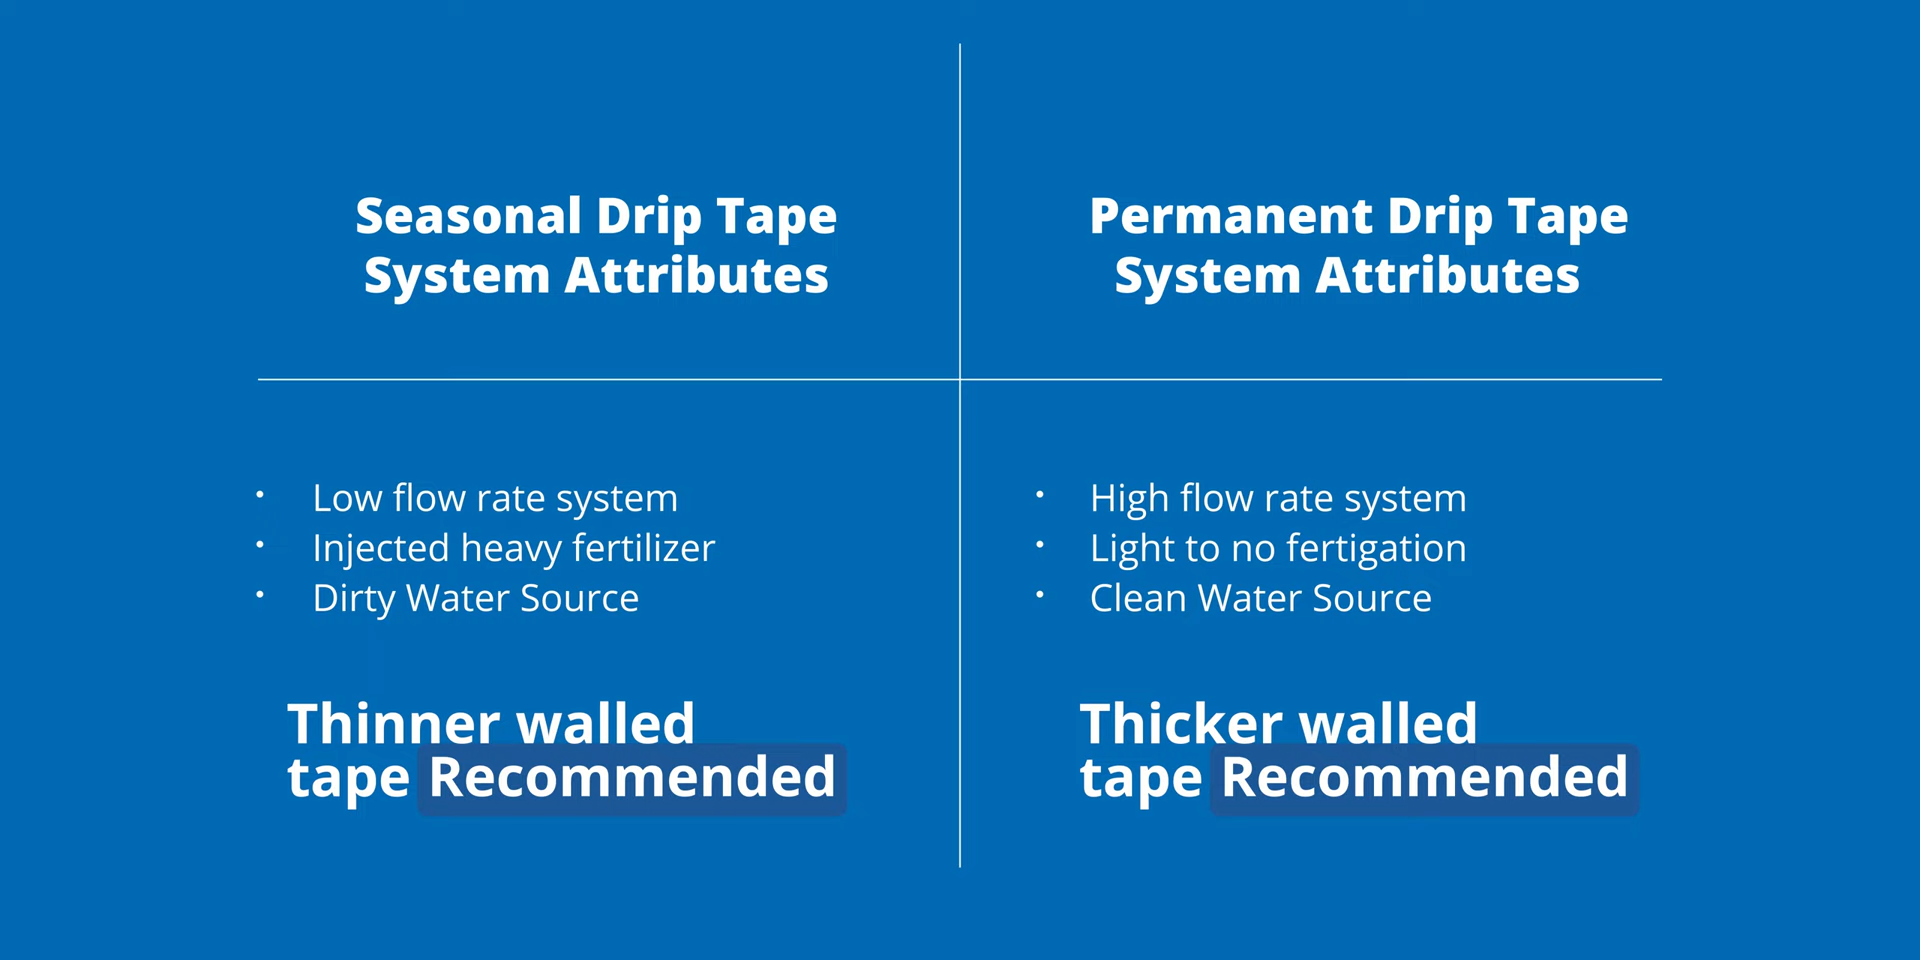 Seasonal Drip Tape
System Attributes
• Low flow rate system
• Injected heavy fertilizer
• Dirty Water Source
Thinner walled
tape Recommended
Permanent Drip Tape
System Attributes
• High flow rate system
• Light to no fertigation
• Clean Water Source
Thicker walled
tape Recommended